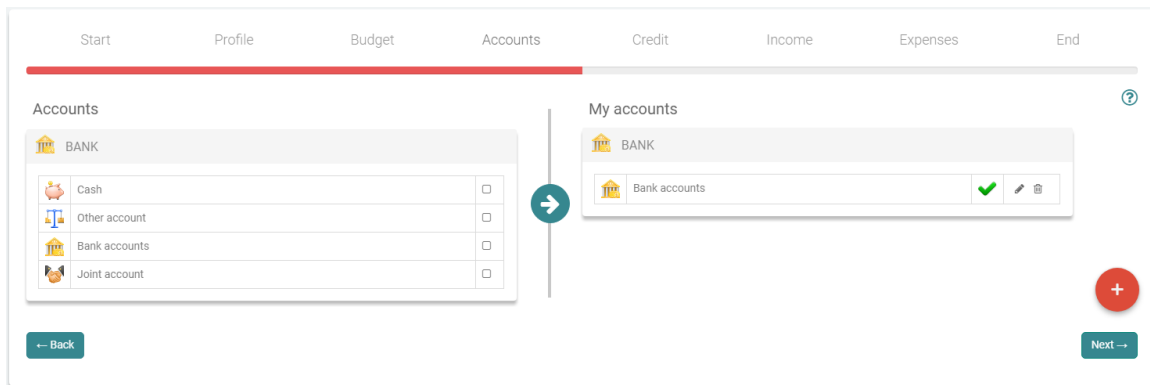 Start Profile Budget Accounts Credit Income Expenses End
Accounts
BANK
Cash
Other account
Bank accounts
Joint account
My accounts
BANK
Bank accounts
?
+
← Back
Next →